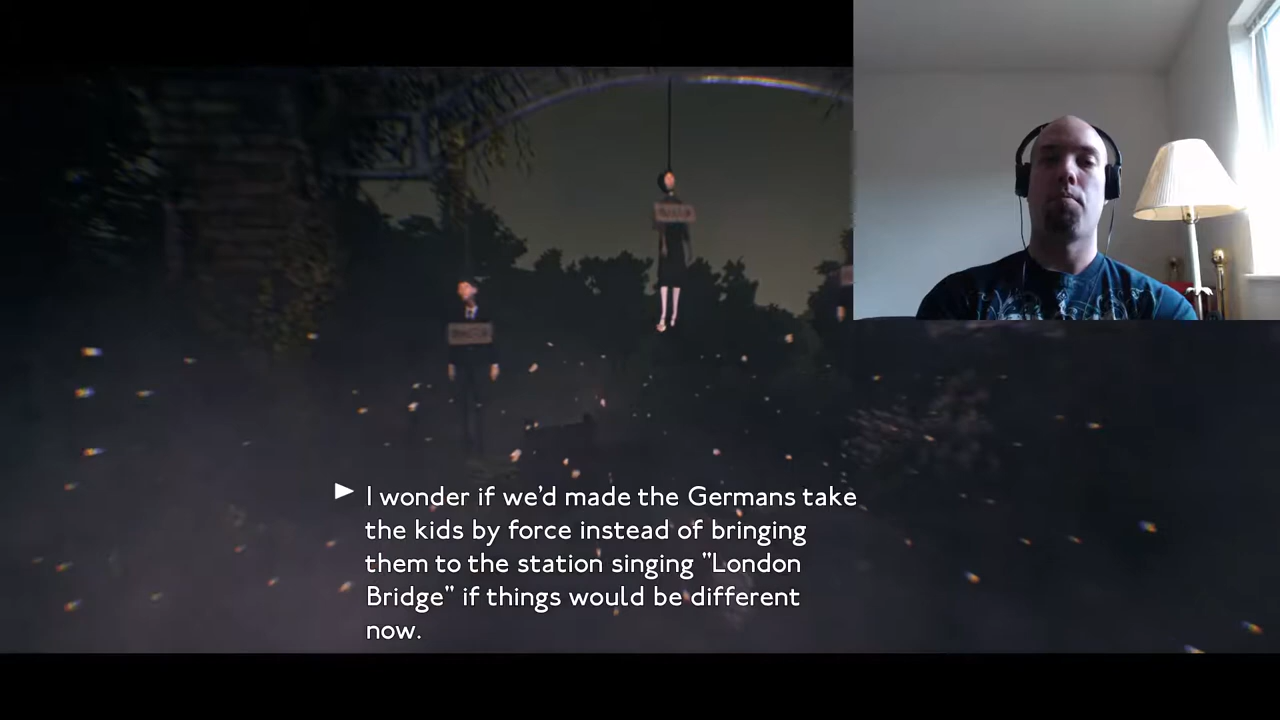 I wonder if we'd made the Germans take
the kids by force instead of bringing
them to the station singing "London
Bridge" if things would be different
now.